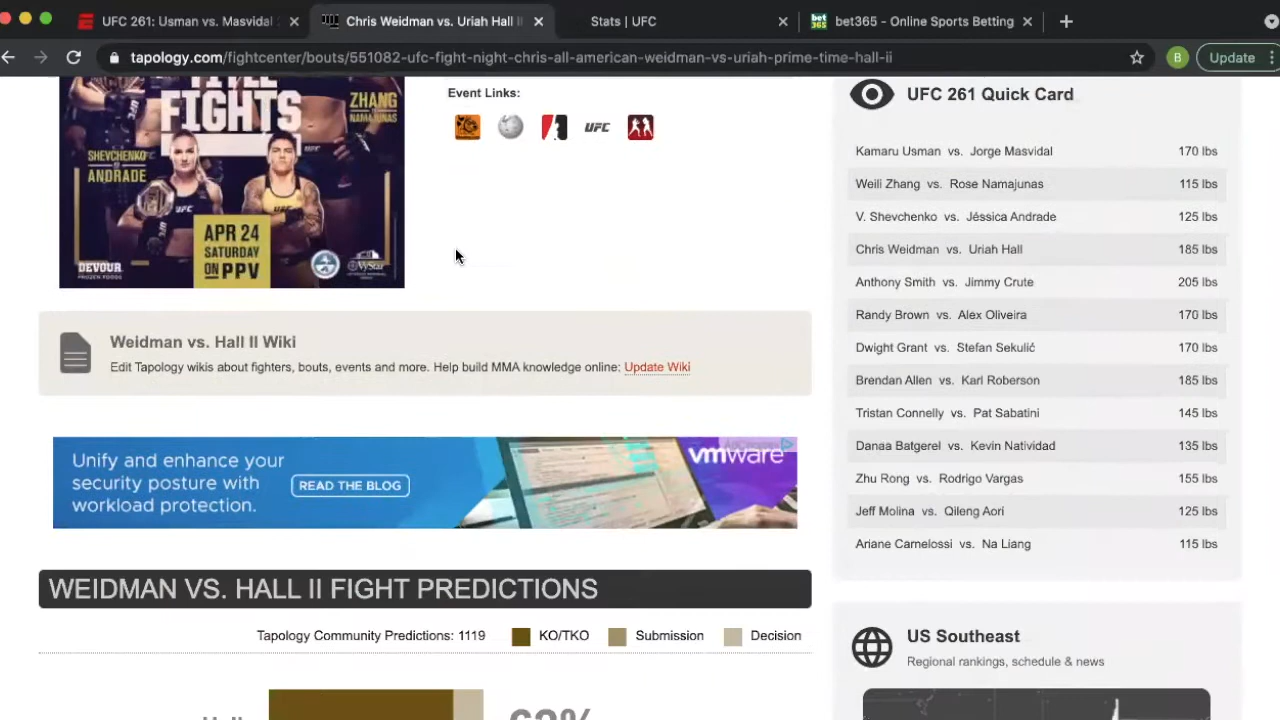 UFC 261: Usman vs. Masvidal
Chris Weidman vs. Uriah Hall II
Stats | UFC
bet365 - Online Sports Betting
tapology.com/fightcenter/bouts/551082-ufc-fight-night-chris-all-american-weidman-vs-uriah-prime-time-hall-ii
B
Update
TITLE
FIGHTS
ZHANG
NAMAJUNAS
SHEVCHENKO
ANDRADE
UFC
APR 24
SATURDAY
ON PPV
DEVOUR
FROZEN FOODS
VyStar
Event Links:
UFC
Weidman vs. Hall II Wiki
Edit Tapology wikis about fighters, bouts, events and more. Help build MMA knowledge online: Update Wiki
Unify and enhance your
security posture with
workload protection.
READ THE BLOG
vmware
WEIDMAN VS. HALL II FIGHT PREDICTIONS
Tapology Community Predictions: 1119 KO/TKO Submission Decision
Hall 62%
UFC 261 Quick Card
Kamaru Usman vs. Jorge Masvidal 170 lbs
Weili Zhang vs. Rose Namajunas 115 lbs
V. Shevchenko vs. Jéssica Andrade 125 lbs
Chris Weidman vs. Uriah Hall 185 lbs
Anthony Smith vs. Jimmy Crute 205 lbs
Randy Brown vs. Alex Oliveira 170 lbs
Dwight Grant vs. Stefan Sekulić 170 lbs
Brendan Allen vs. Karl Roberson 185 lbs
Tristan Connelly vs. Pat Sabatini 145 lbs
Danaa Batgerel vs. Kevin Natividad 135 lbs
Zhu Rong vs. Rodrigo Vargas 155 lbs
Jeff Molina vs. Qileng Aori 125 lbs
Ariane Carnelossi vs. Na Liang 115 lbs
US Southeast
Regional rankings, schedule & news